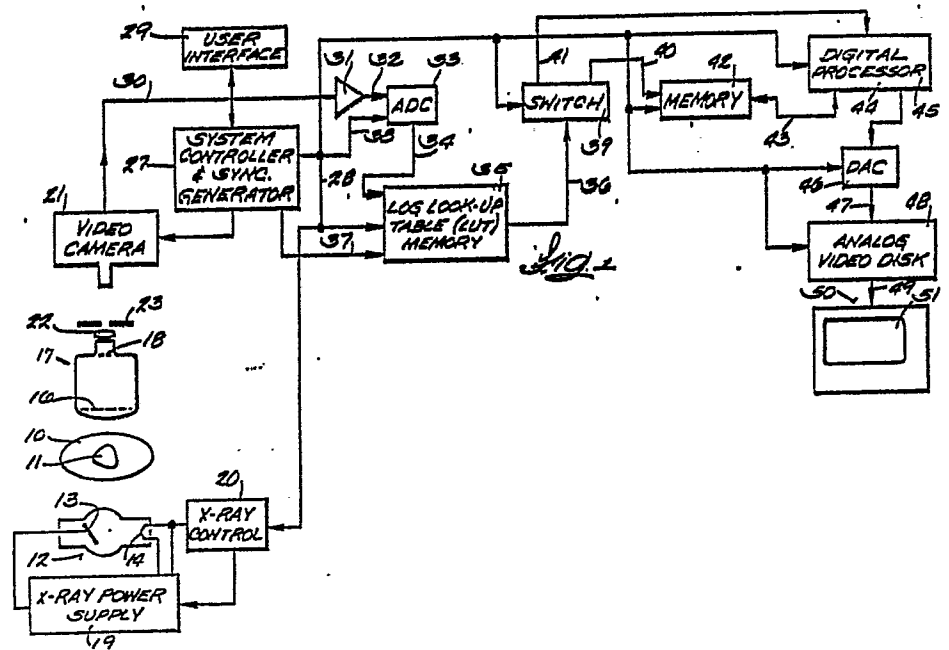 29
USER
INTERFACE
30
31
32
33
ADC
41
40
42
DIGITAL
PROCESSOR
SWITCH
MEMORY
44
45
43
39
27
SYSTEM
CONTROLLER
& SYNC.
GENERATOR
33
34
28
35
36
DAC
46
47
48
21
VIDEO
CAMERA
37
LOG LOOK-UP
TABLE (LUT)
MEMORY
Fig. 1
ANALOG
VIDEO DISK
50
49
51
22
23
17
18
16
10
11
20
13
X-RAY
CONTROL
12
14
X-RAY POWER
SUPPLY
19